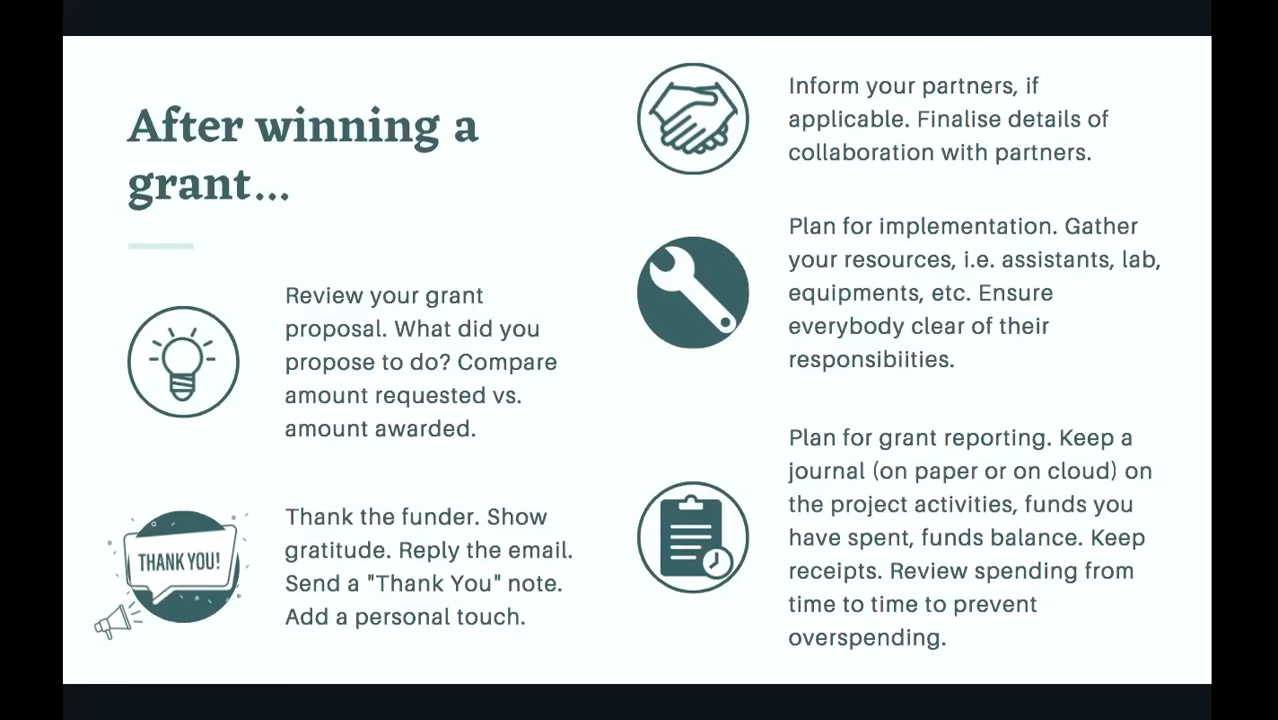 After winning a
grant...
Review your grant
proposal. What did you
propose to do? Compare
amount requested vs.
amount awarded.
THANK YOU!
Thank the funder. Show
gratitude. Reply the email.
Send a "Thank You" note.
Add a personal touch.
Inform your partners, if
applicable. Finalise details of
collaboration with partners.
Plan for implementation. Gather
your resources, i.e. assistants, lab,
equipments, etc. Ensure
everybody clear of their
responsibiities.
Plan for grant reporting. Keep a
journal (on paper or on cloud) on
the project activities, funds you
have spent, funds balance. Keep
receipts. Review spending from
time to time to prevent
overspending.